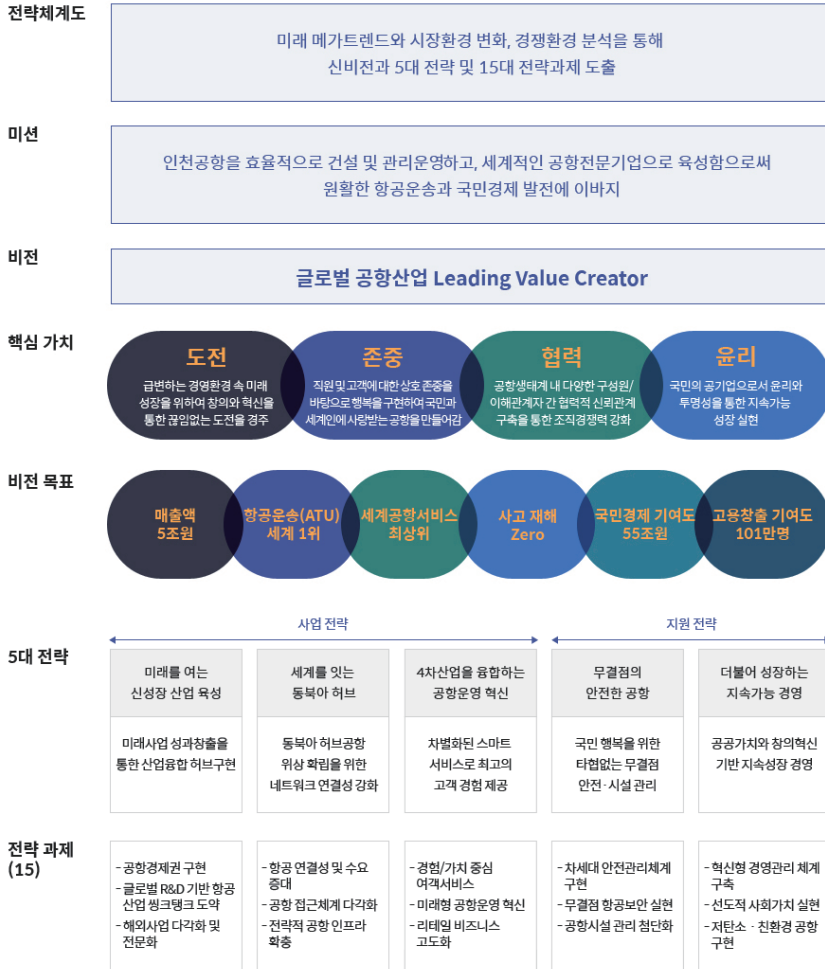 전략체계도
미래 메가트렌드와 시장환경 변화, 경쟁환경 분석을 통해
신비전과 5대 전략 및 15대 전략과제 도출
미션
인천공항을 효율적으로 건설 및 관리운영하고, 세계적인 공항전문기업으로 육성함으로써
원활한 항공운송과 국민경제 발전에 이바지
비전
글로벌 공항산업 Leading Value Creator
핵심 가치
도전
급변하는 경영환경 속 미래
성장을 위하여 창의와 혁신을
통한 끊임없는 도전을 경주
존중
직원 및 고객에 대한 상호 존중을
바탕으로 행복을 구현하여 국민과
세계인에 사랑받는 공항을 만들어감
협력
공항생태계 내 다양한 구성원/
이해관계자 간 협력적 신뢰관계
구축을 통한 조직경쟁력 강화
윤리
국민의 공기업으로서 윤리와
투명성을 통한 지속가능
성장 실현
비전 목표
매출액
5조원
항공운송(ATU)
세계 1위
세계공항서비스
최상위
사고 재해
Zero
국민경제 기여도
55조원
고용창출 기여도
101만명
사업 전략
지원 전략
5대 전략
미래를 여는
신성장 산업 육성
미래사업 성과창출을
통한 산업융합 허브구현
세계를 잇는
동북아 허브
동북아 허브공항
위상 확립을 위한
네트워크 연결성 강화
4차산업을 융합하는
공항운영 혁신
차별화된 스마트
서비스로 최고의
고객 경험 제공
무결점의
안전한 공항
국민 행복을 위한
타협없는 무결점
안전·시설 관리
더불어 성장하는
지속가능 경영
공공가치와 창의혁신
기반 지속성장 경영
전략 과제
(15)
- 공항경제권 구현
- 글로벌 R&D 기반 항공
산업 씽크탱크 도약
- 해외사업 다각화 및
전문화
- 항공 연결성 및 수요
증대
- 공항 접근체계 다각화
- 전략적 공항 인프라
확충
- 경험/가치 중심
여객서비스
- 미래형 공항운영 혁신
- 리테일 비즈니스
고도화
- 차세대 안전관리체계
구현
- 무결점 항공보안 실현
- 공항시설 관리 첨단화
- 혁신형 경영관리 체계
구축
- 선도적 사회가치 실현
- 저탄소 · 친환경 공항
구현